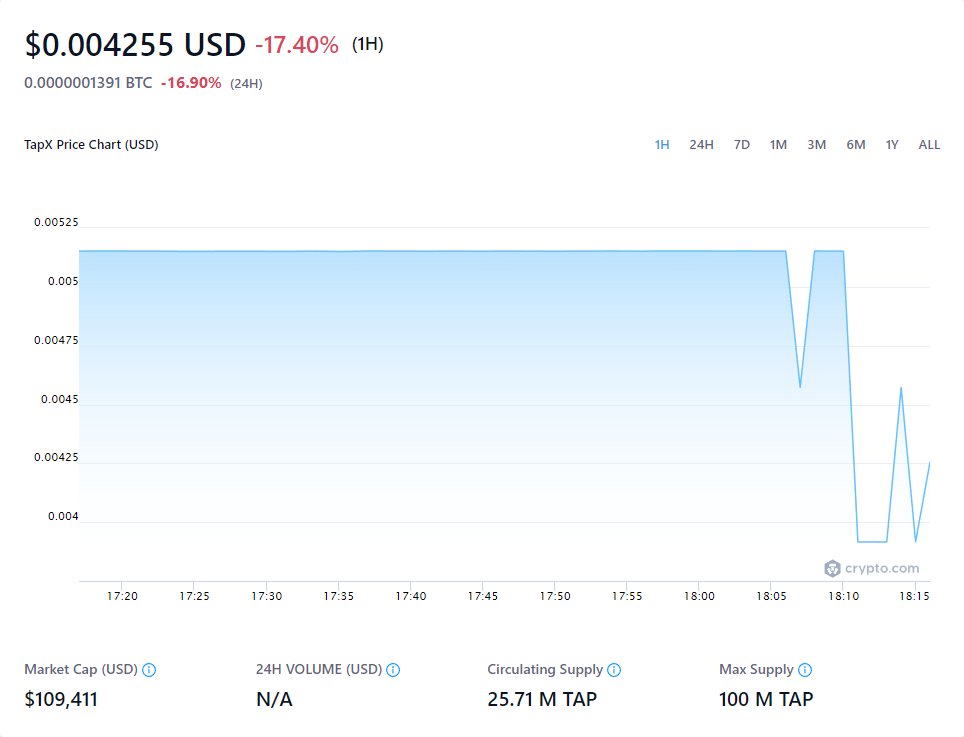 $0.004255 USD -17.40% (1H)
0.0000001391 BTC -16.90% (24H)
TapX Price Chart (USD) 1H 24H 7D 1M 3M 6M 1Y ALL
0.00525
0.005
0.00475
0.0045
0.00425
0.004
crypto.com
17:20 17:25 17:30 17:35 17:40 17:45 17:50 17:55 18:00 18:05 18:10 18:15
Market Cap (USD) 24H VOLUME (USD) Circulating Supply Max Supply
$109,411 N/A 25.71 M TAP 100 M TAP